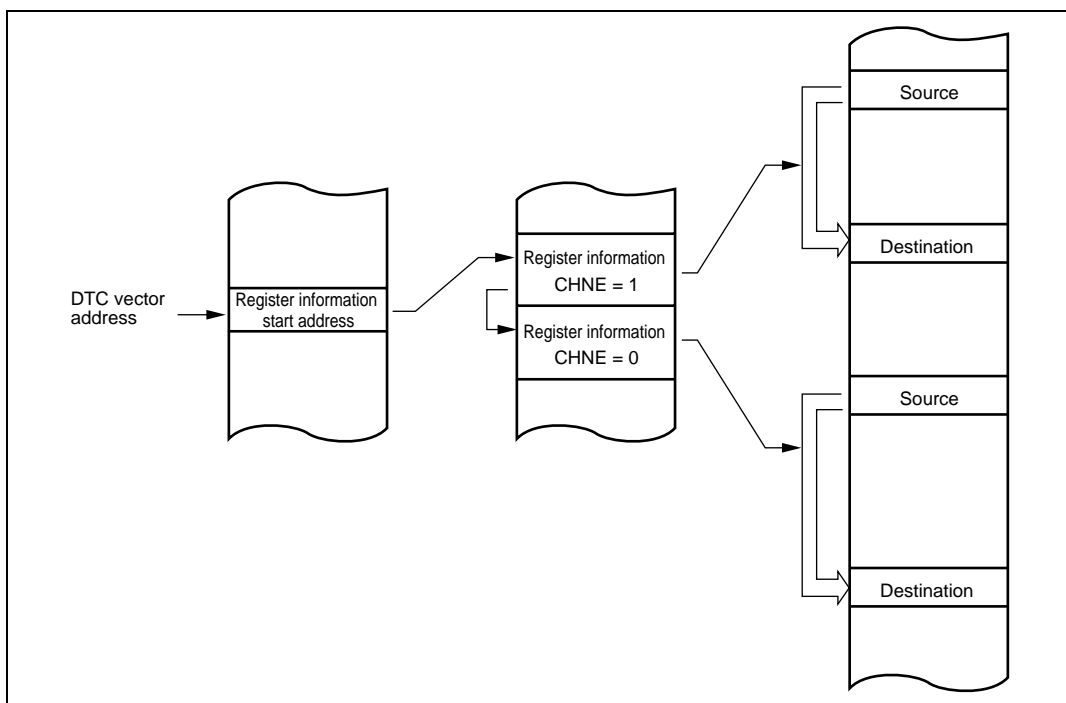 DTC vector
address
Register information
start address
Register information
CHNE = 1
Register information
CHNE = 0
Source
Destination
Source
Destination